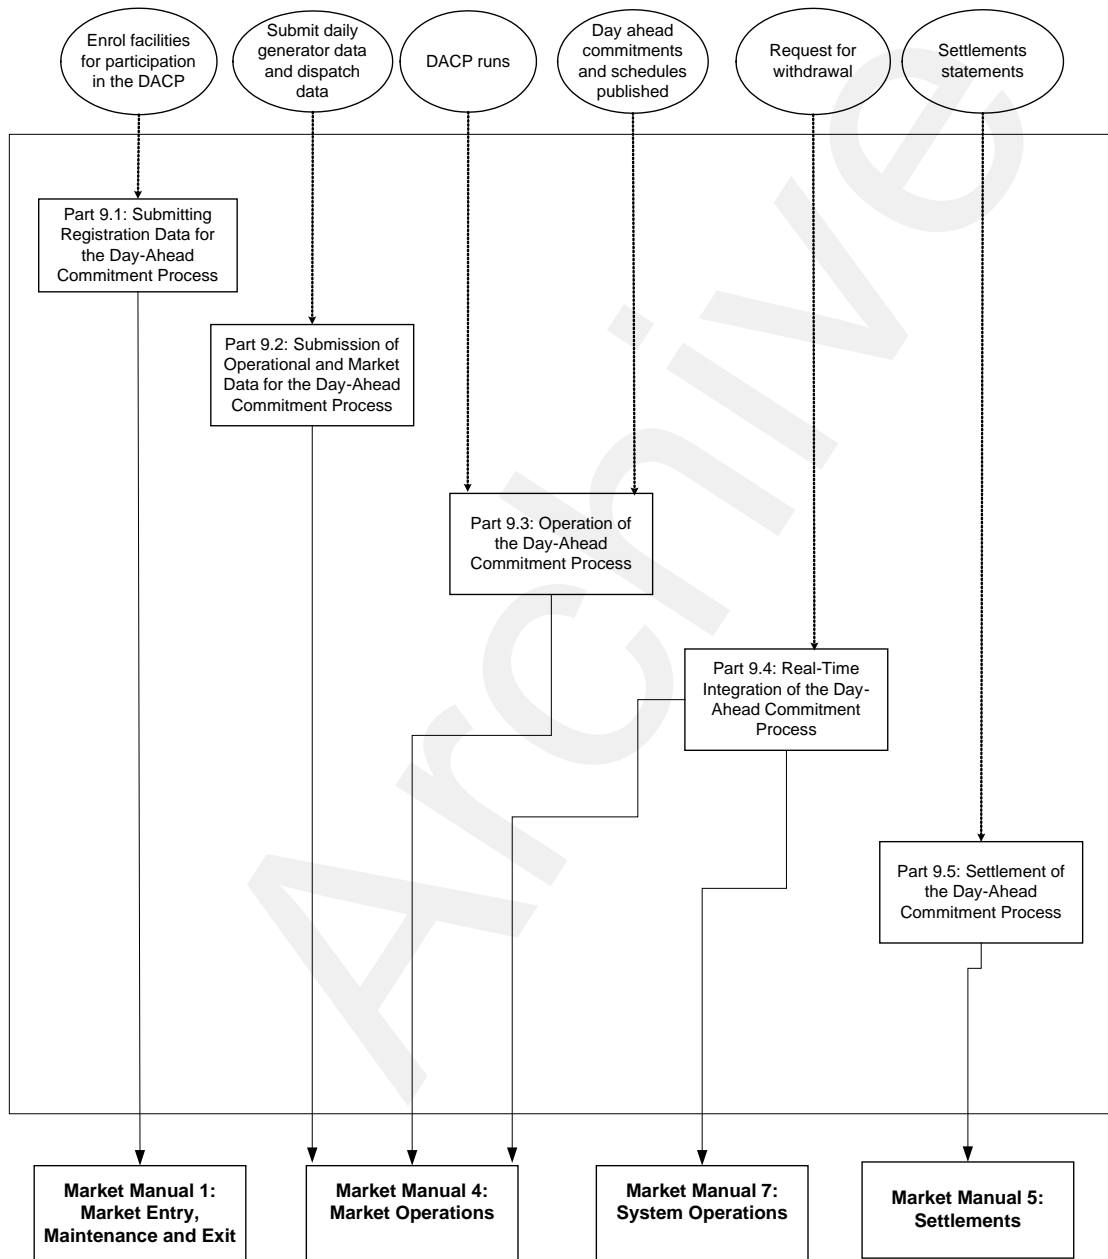 Enrol facilities
for participation
in the DACP
Submit daily
generator data
and dispatch
data
DACP runs
Day ahead
commitments
and schedules
published
Request for
withdrawal
Settlements
statements
Part 9.1: Submitting
Registration Data for
the Day-Ahead
Commitment Process
Part 9.2: Submission of
Operational and Market
Data for the Day-Ahead
Commitment Process
Part 9.3: Operation of
the Day-Ahead
Commitment Process
Part 9.4: Real-Time
Integration of the Day-
Ahead Commitment
Process
Part 9.5: Settlement of
the Day-Ahead
Commitment Process
Market Manual 1:
Market Entry,
Maintenance and Exit
Market Manual 4:
Market Operations
Market Manual 7:
System Operations
Market Manual 5:
Settlements
Archive